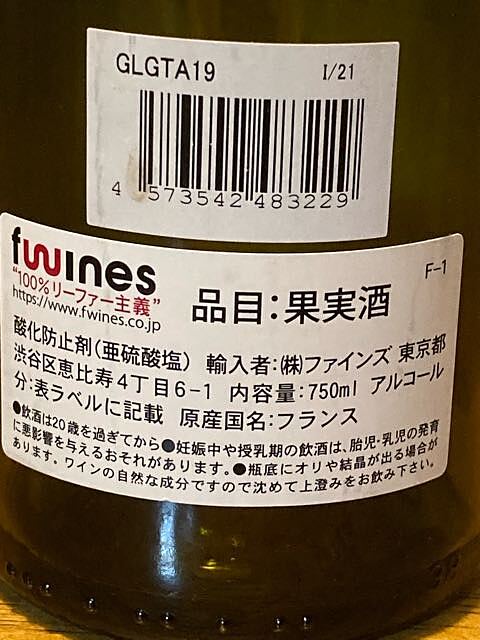 GLGTA19 I/21
4 573542 483229
fwines
"100%リーファー主義"
https://www.fwines.co.jp
F-1
品目:果実酒
酸化防止剤(亜硫酸塩) 輸入者:㈱ファインズ 東京都
渋谷区恵比寿4丁目6-1 内容量:750ml アルコール
分:表ラベルに記載 原産国名:フランス
●飲酒は20歳を過ぎてから●妊娠中や授乳期の飲酒は、胎児・乳児の発育
に悪影響を与えるおそれがあります。●瓶底にオリや結晶が出る場合が
あります。ワインの自然な成分ですので沈めて上澄みをお飲み下さい。